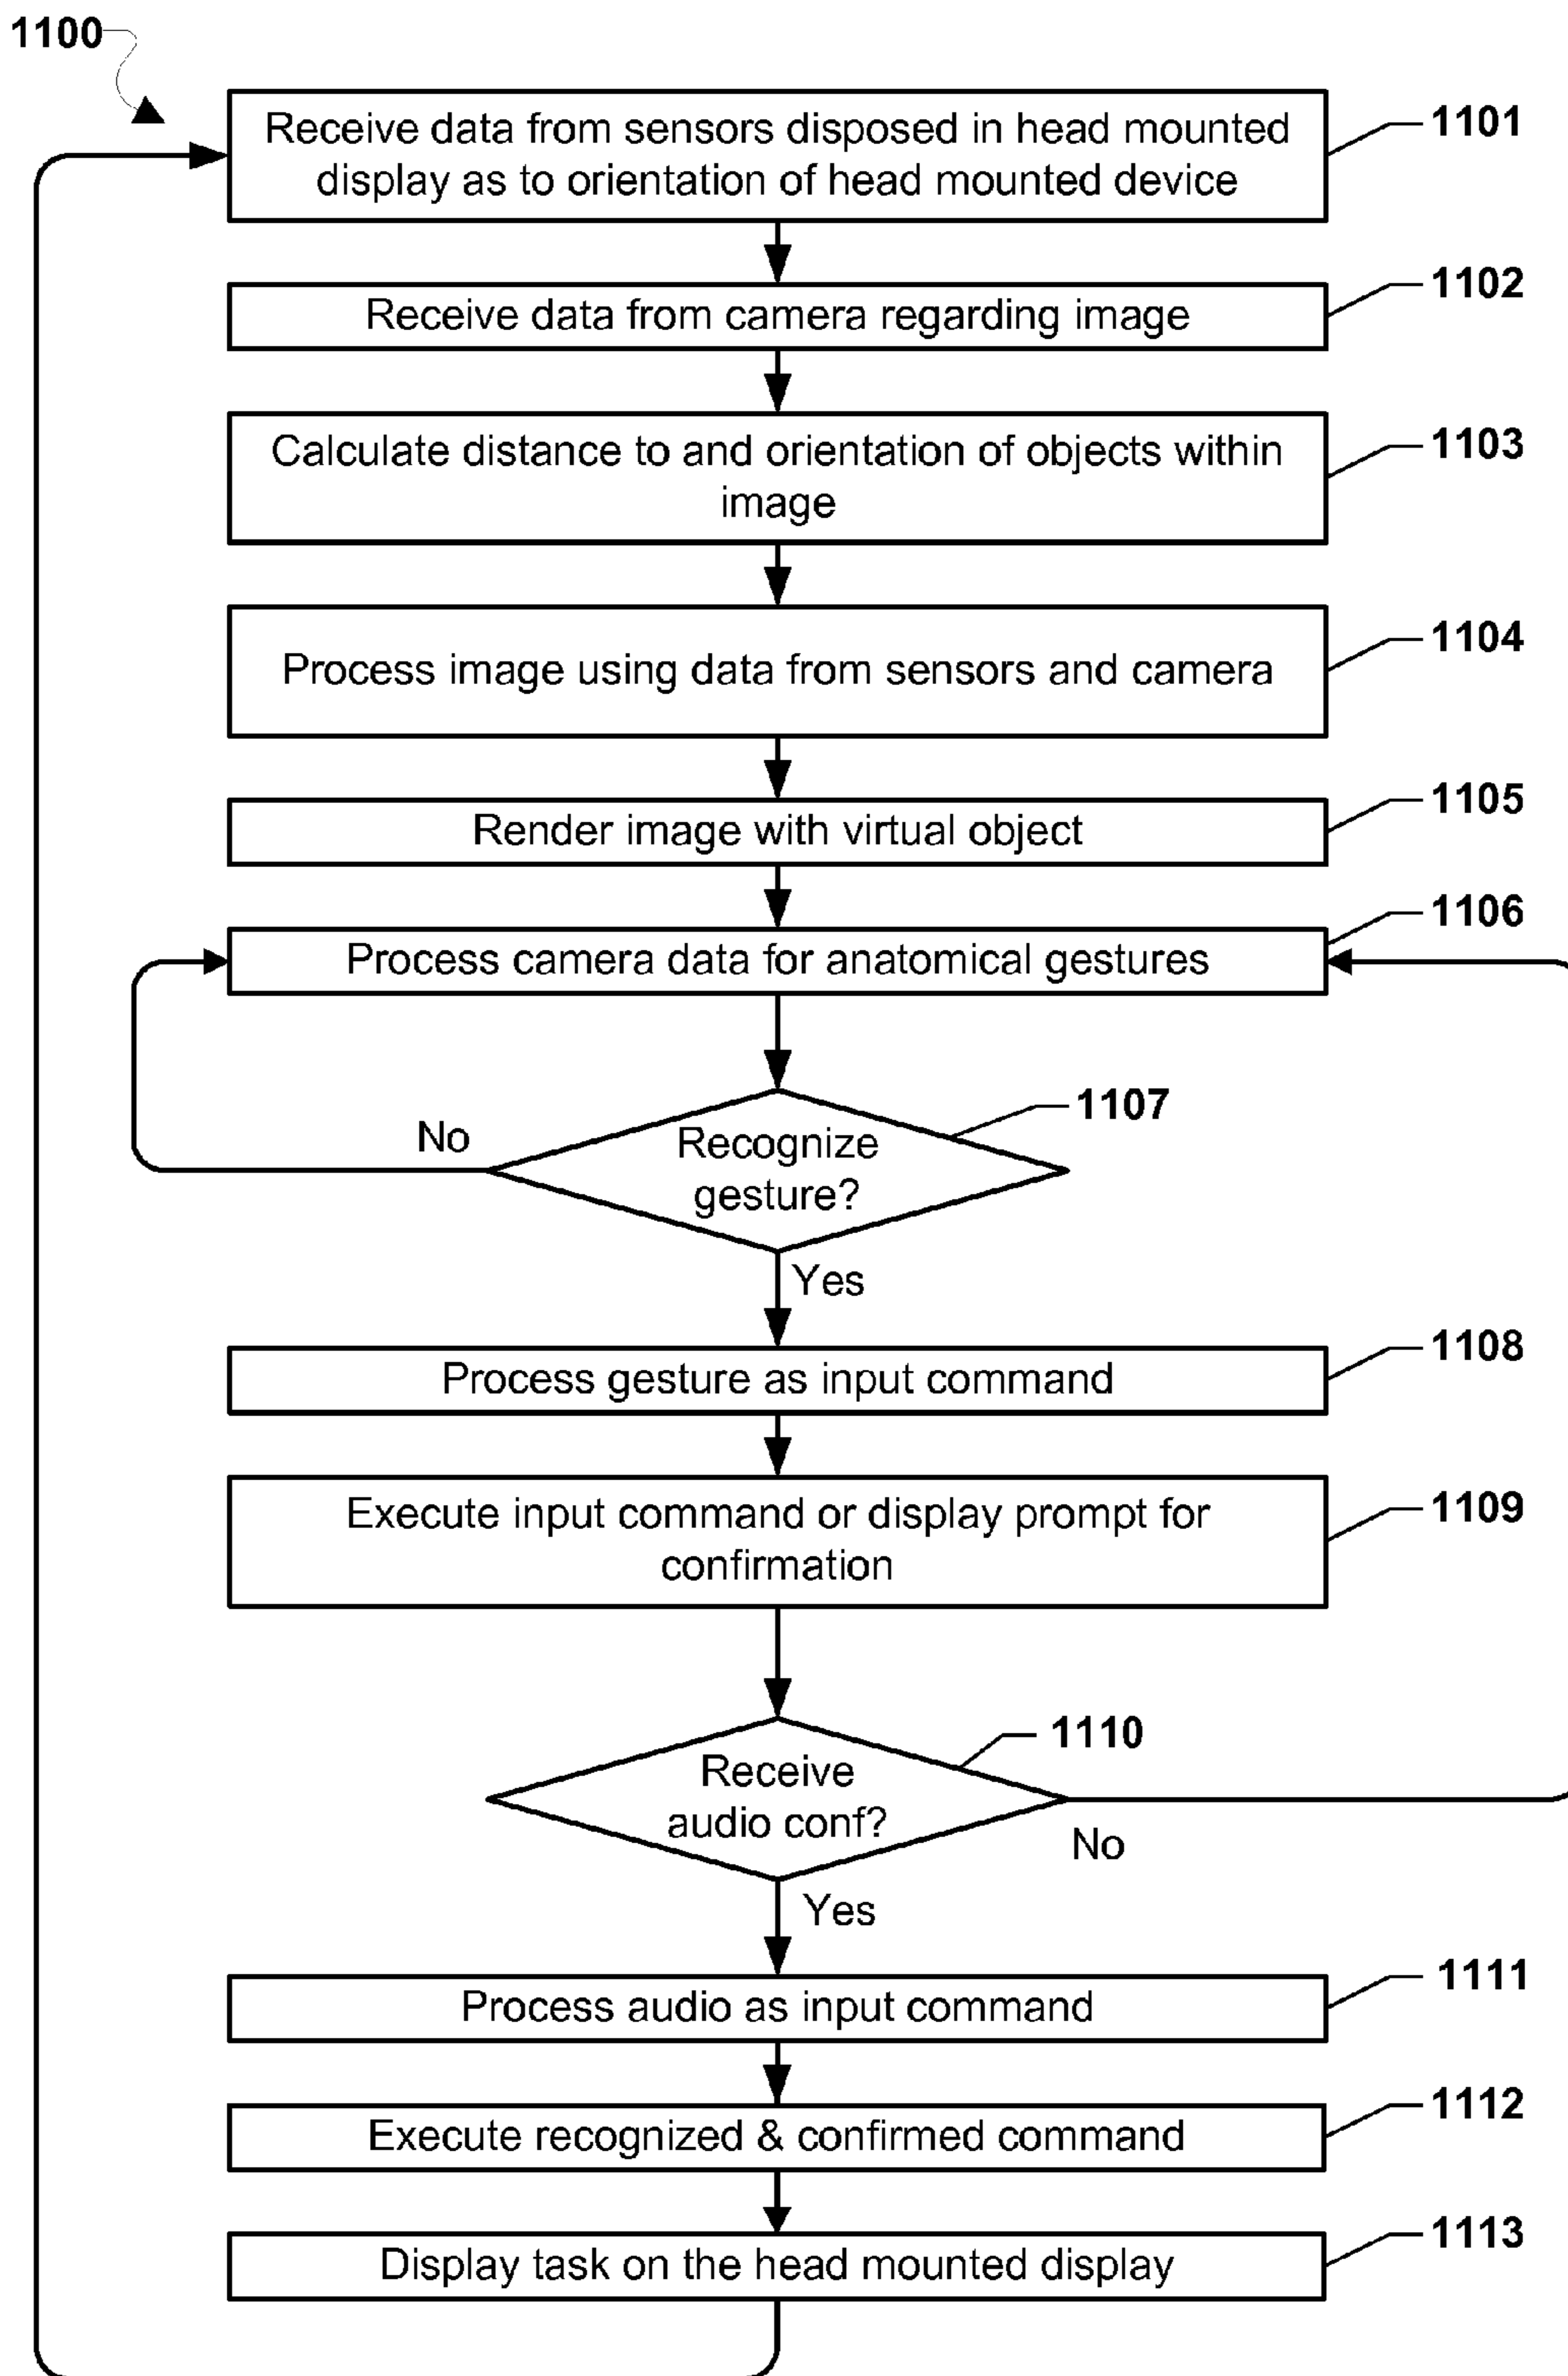 1100
Receive data from sensors disposed in head mounted
display as to orientation of head mounted device
1101
Receive data from camera regarding image
1102
Calculate distance to and orientation of objects within
image
1103
Process image using data from sensors and camera
1104
Render image with virtual object
1105
Process camera data for anatomical gestures
1106
Recognize
gesture?
1107
No
Yes
Process gesture as input command
1108
Execute input command or display prompt for
confirmation
1109
Receive
audio conf?
1110
No
Yes
Process audio as input command
1111
Execute recognized & confirmed command
1112
Display task on the head mounted display
1113